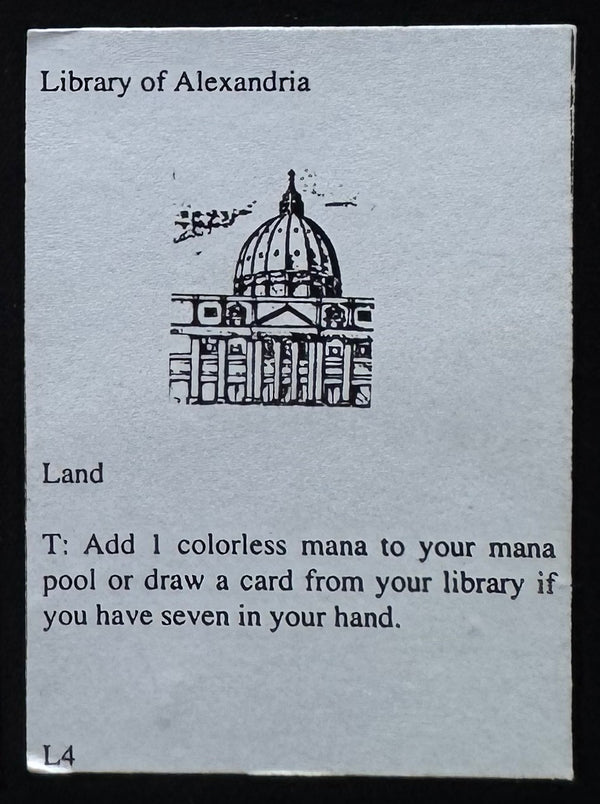 Library of Alexandria
Land
T: Add 1 colorless mana to your mana
pool or draw a card from your library if
you have seven in your hand.
L4